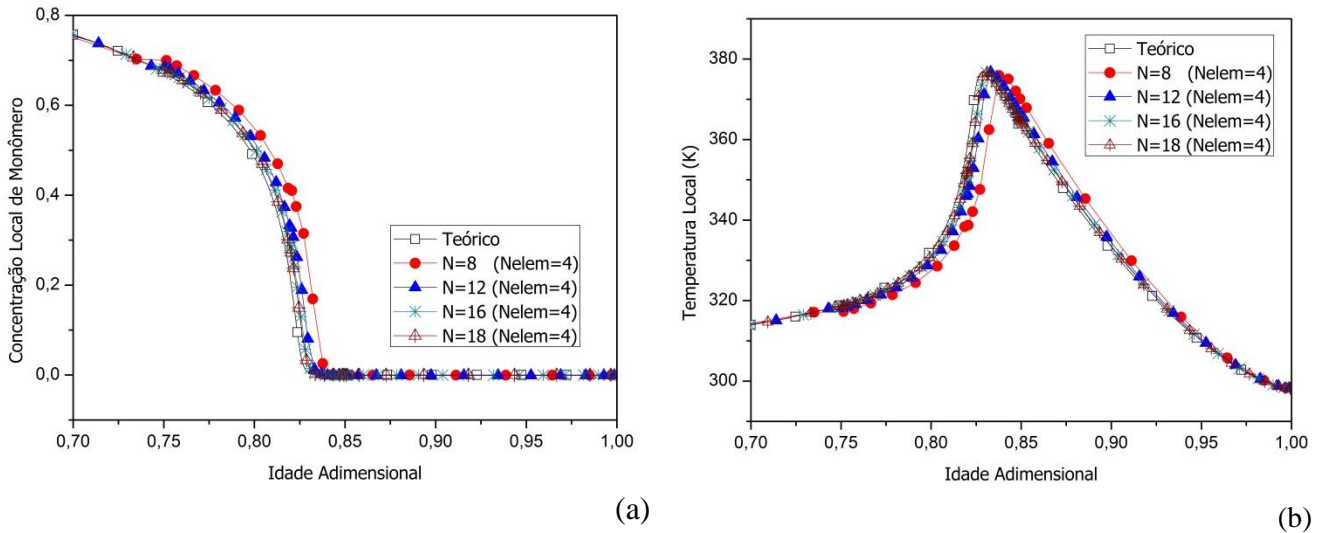 0,8
0,6
0,4
0,2
0,0
Concentração Local de Monômero
Teórico
N=8 (Nelem=4)
N=12 (Nelem=4)
N=16 (Nelem=4)
N=18 (Nelem=4)
0,70 0,75 0,80 0,85 0,90 0,95 1,00
Idade Adimensional
(a)
380
360
340
320
300
Temperatura Local (K)
Teórico
N=8 (Nelem=4)
N=12 (Nelem=4)
N=16 (Nelem=4)
N=18 (Nelem=4)
0,70 0,75 0,80 0,85 0,90 0,95 1,00
Idade Adimensional
(b)